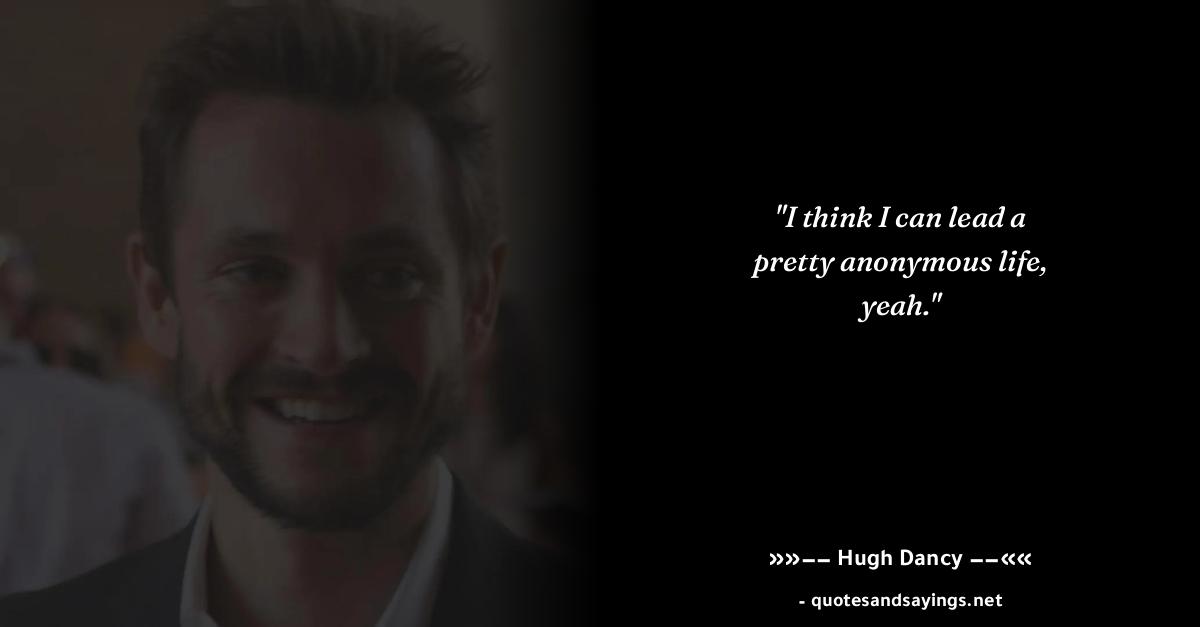 "I think I can lead a
pretty anonymous life,
yeah."
»»−− Hugh Dancy −−««
- quotesandsayings.net